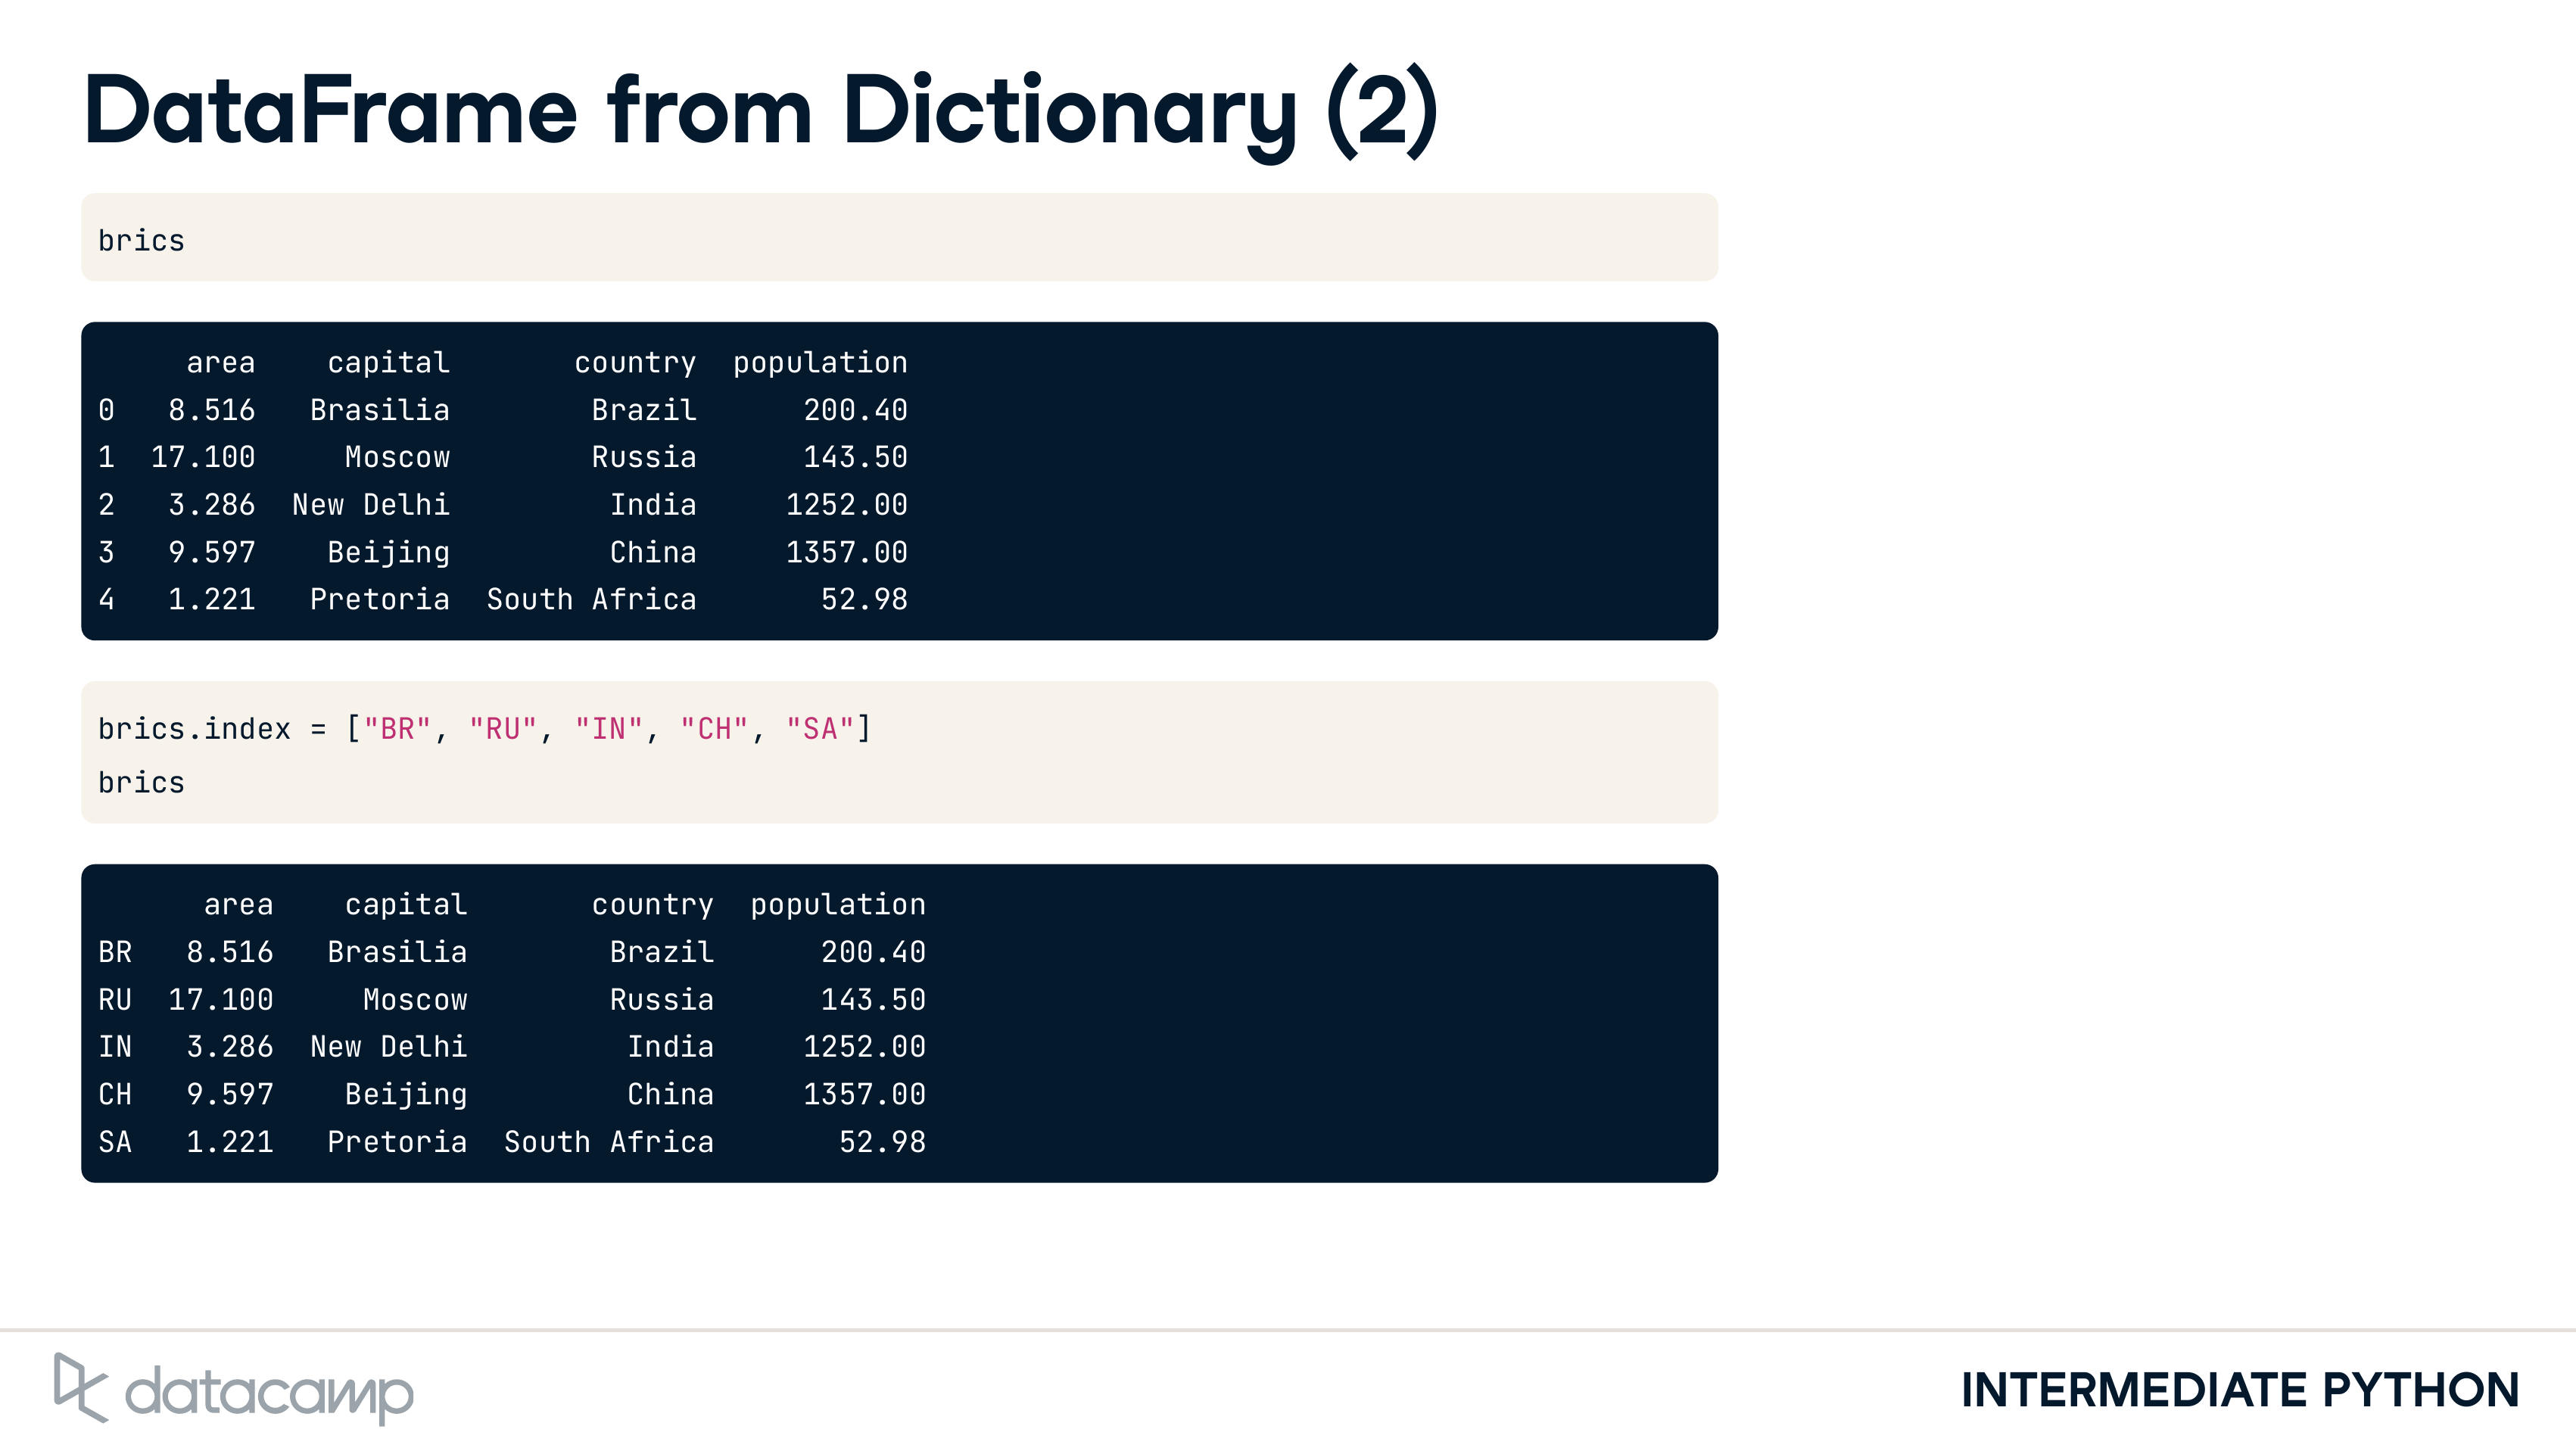 DataFrame from Dictionary (2)
brics
area capital country population
0 8.516 Brasilia Brazil 200.40
1 17.100 Moscow Russia 143.50
2 3.286 New Delhi India 1252.00
3 9.597 Beijing China 1357.00
4 1.221 Pretoria South Africa 52.98
brics.index = ["BR", "RU", "IN", "CH", "SA"]
brics
area capital country population
BR 8.516 Brasilia Brazil 200.40
RU 17.100 Moscow Russia 143.50
IN 3.286 New Delhi India 1252.00
CH 9.597 Beijing China 1357.00
SA 1.221 Pretoria South Africa 52.98
datacamp
INTERMEDIATE PYTHON